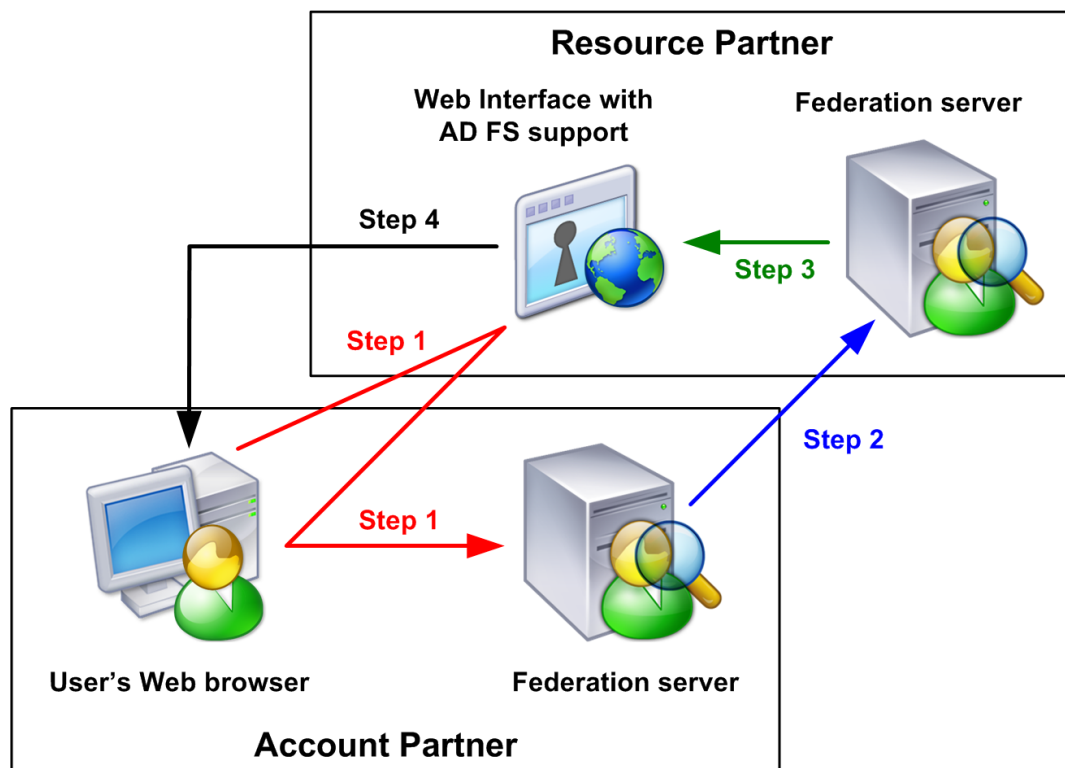 Resource Partner
Web Interface with
AD FS support
Federation server
Step 4
Step 3
Step 1
Step 2
Step 1
User’s Web browser
Federation server
Account Partner